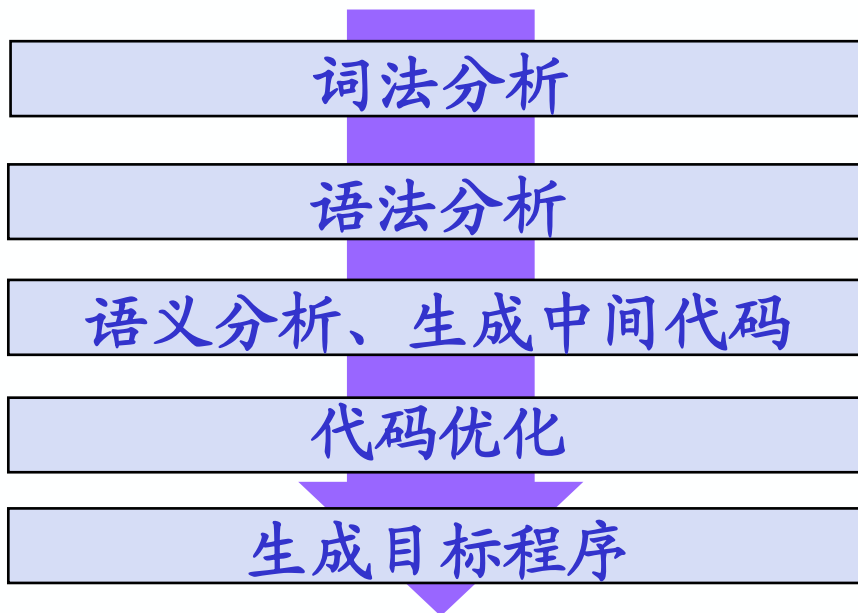 词法分析
语法分析
语义分析、生成中间代码
代码优化
生成目标程序